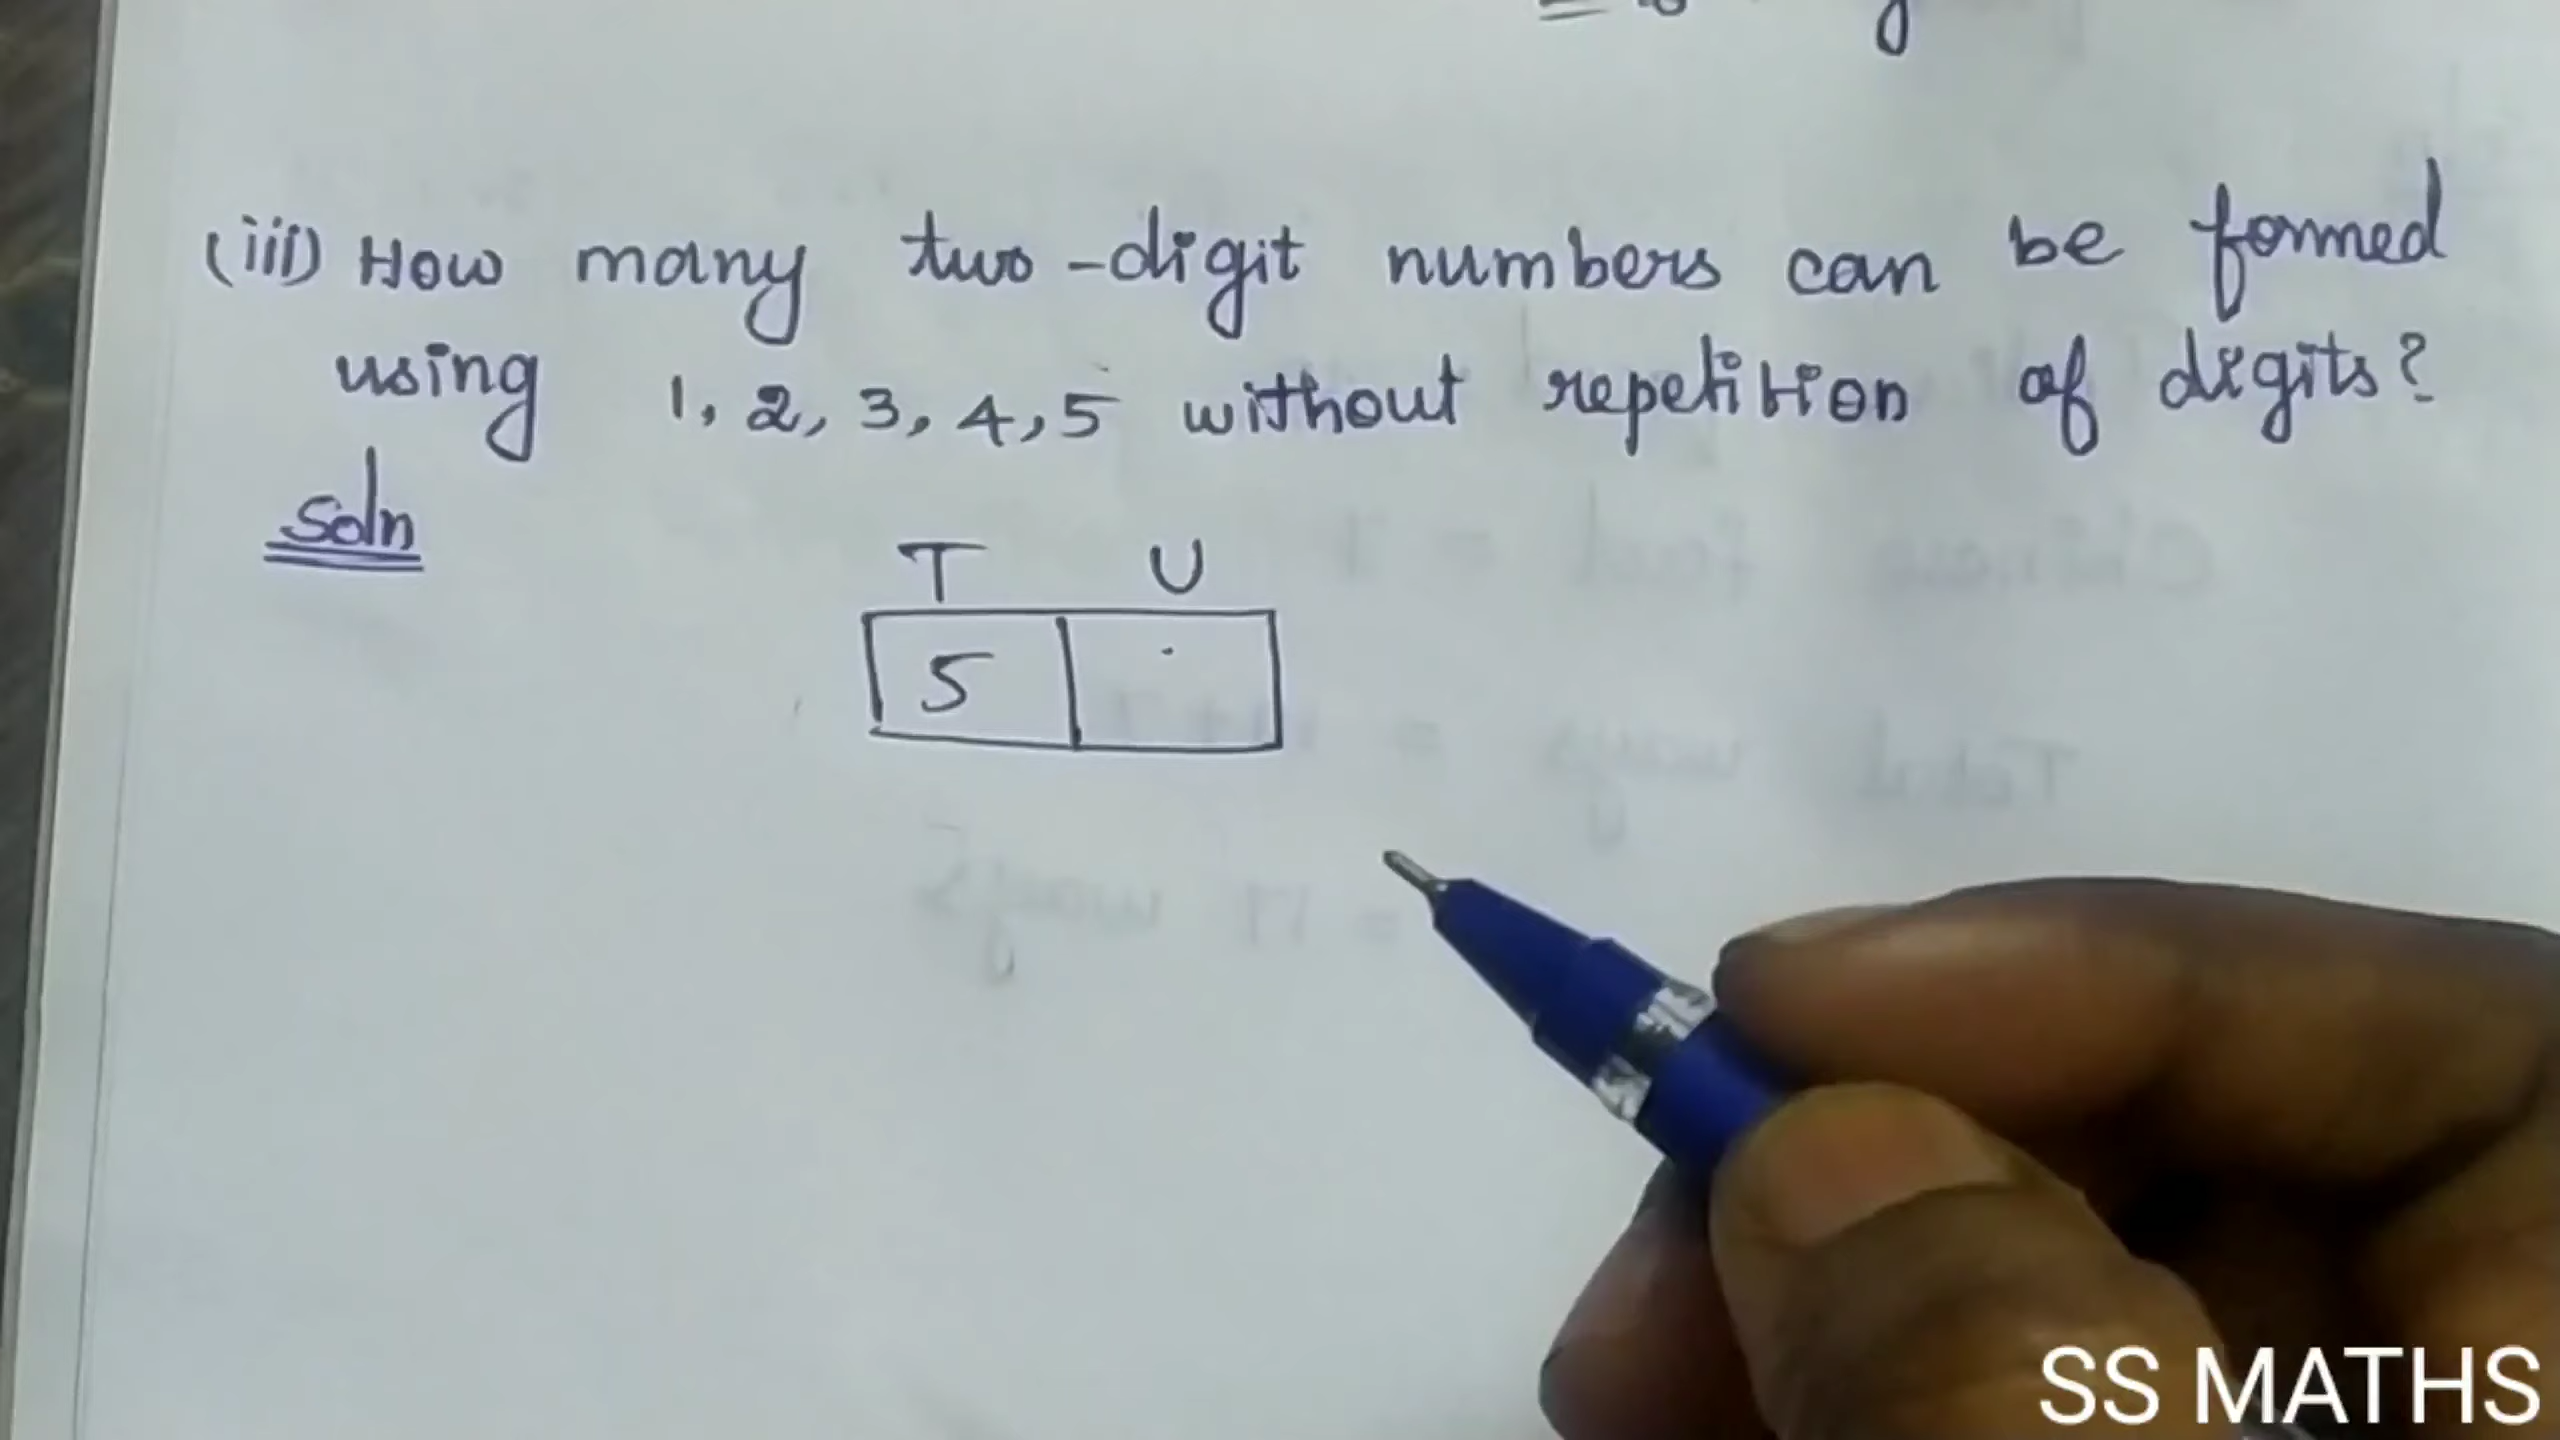 (iii) How many two-digit numbers can be formed
using 1, 2, 3, 4, 5 without repetition of digits?
Soln
T U
5
SS MATHS